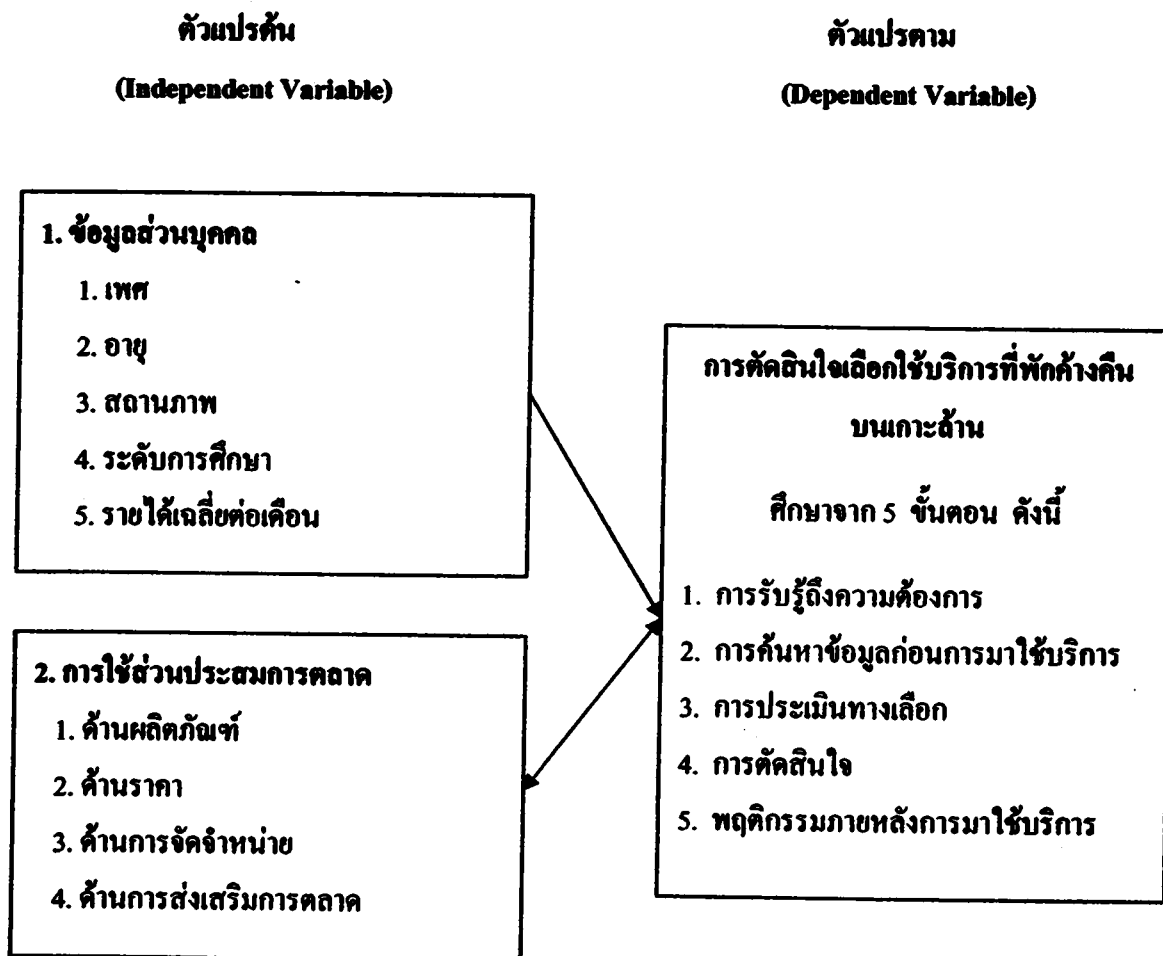 ตัวแปรต้น
(Independent Variable)
ตัวแปรตาม
(Dependent Variable)
1. ข้อมูลส่วนบุคคล
1. เพศ
2. อายุ
3. สถานภาพ
4. ระดับการศึกษา
5. รายได้เฉลี่ยต่อเดือน
2. การใช้ส่วนประสมการตลาด
1. ด้านผลิตภัณฑ์
2. ด้านราคา
3. ด้านการจัดจำหน่าย
4. ด้านการส่งเสริมการตลาด
การตัดสินใจเลือกใช้บริการที่พักค้างคืน
บนเกาะล้าน
ศึกษาจาก 5 ขั้นตอน ดังนี้
1. การรับรู้ถึงความต้องการ
2. การค้นหาข้อมูลก่อนการมาใช้บริการ
3. การประเมินทางเลือก
4. การตัดสินใจ
5. พฤติกรรมภายหลังการมาใช้บริการ